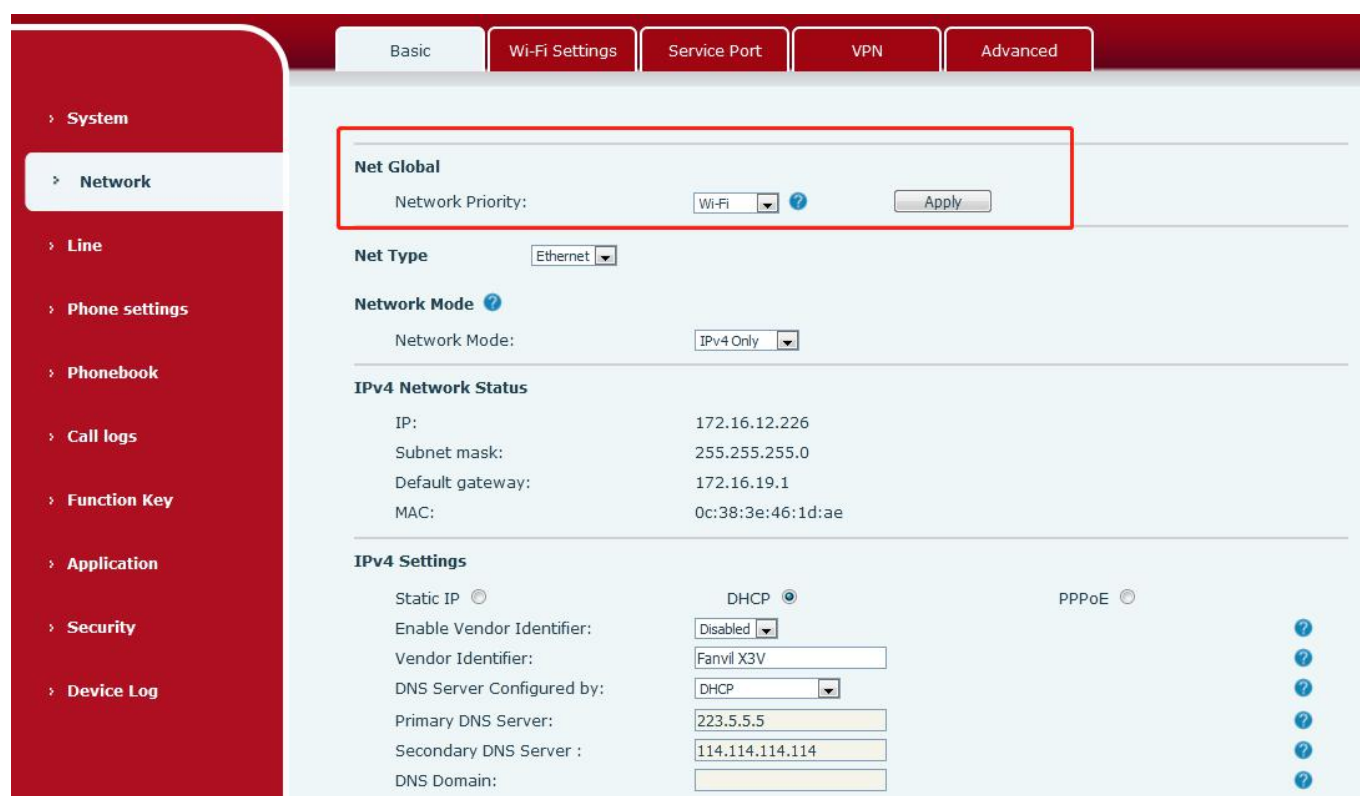 Basic Wi-Fi Settings Service Port VPN Advanced
System
Network
Line
Phone settings
Phonebook
Call logs
Function Key
Application
Security
Device Log
Net Global
Network Priority: Wi-Fi ? Apply
Net Type Ethernet
Network Mode ?
Network Mode: IPv4 Only
IPv4 Network Status
IP: 172.16.12.226
Subnet mask: 255.255.255.0
Default gateway: 172.16.19.1
MAC: 0c:38:3e:46:1d:ae
IPv4 Settings
Static IP DHCP PPPoE
Enable Vendor Identifier: Disabled ?
Vendor Identifier: Fanvil X3V ?
DNS Server Configured by: DHCP ?
Primary DNS Server: 223.5.5.5 ?
Secondary DNS Server : 114.114.114.114 ?
DNS Domain: ?